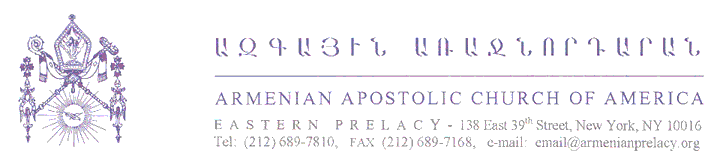 ԱԶԳԱՅԻՆ ԱՌԱՋՆՈՐԴԱՐԱՆ
ARMENIAN APOSTOLIC CHURCH OF AMERICA
EASTERN PRELACY - 138 East 39th Street, New York, NY 10016
Tel: (212) 689-7810, FAX (212) 689-7168, e-mail: email@armenianprelacy.org